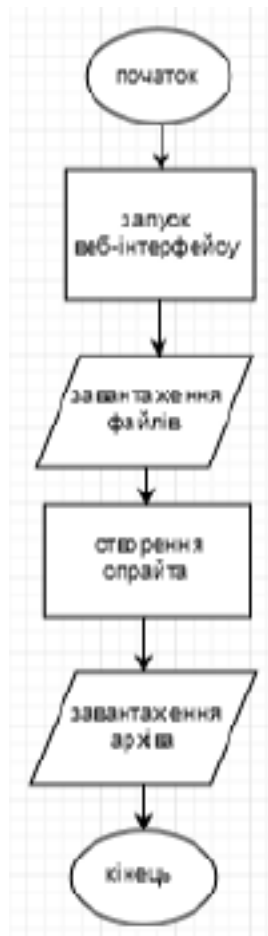 початок
запуск
веб-інтерфейсу
завантаження
файлів
створення
спрайта
завантаження
архіва
кінець